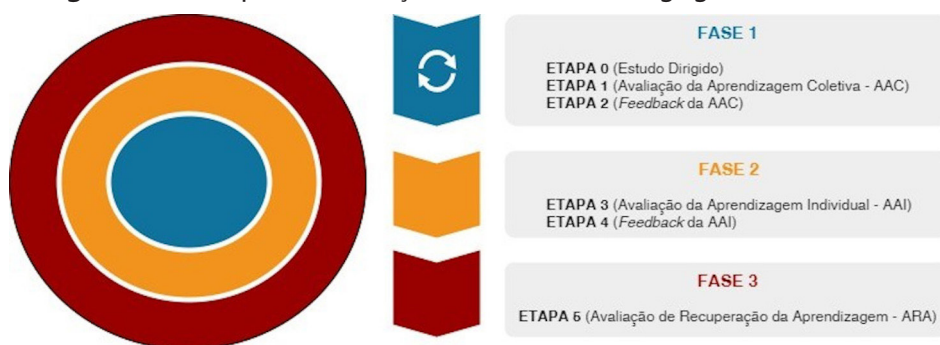 FASE 1
ETAPA 0 (Estudo Dirigido)
ETAPA 1 (Avaliação da Aprendizagem Coletiva - AAC)
ETAPA 2 (Feedback da AAC)
FASE 2
ETAPA 3 (Avaliação da Aprendizagem Individual - AAI)
ETAPA 4 (Feedback da AAI)
FASE 3
ETAPA 5 (Avaliação de Recuperação da Aprendizagem - ARA)